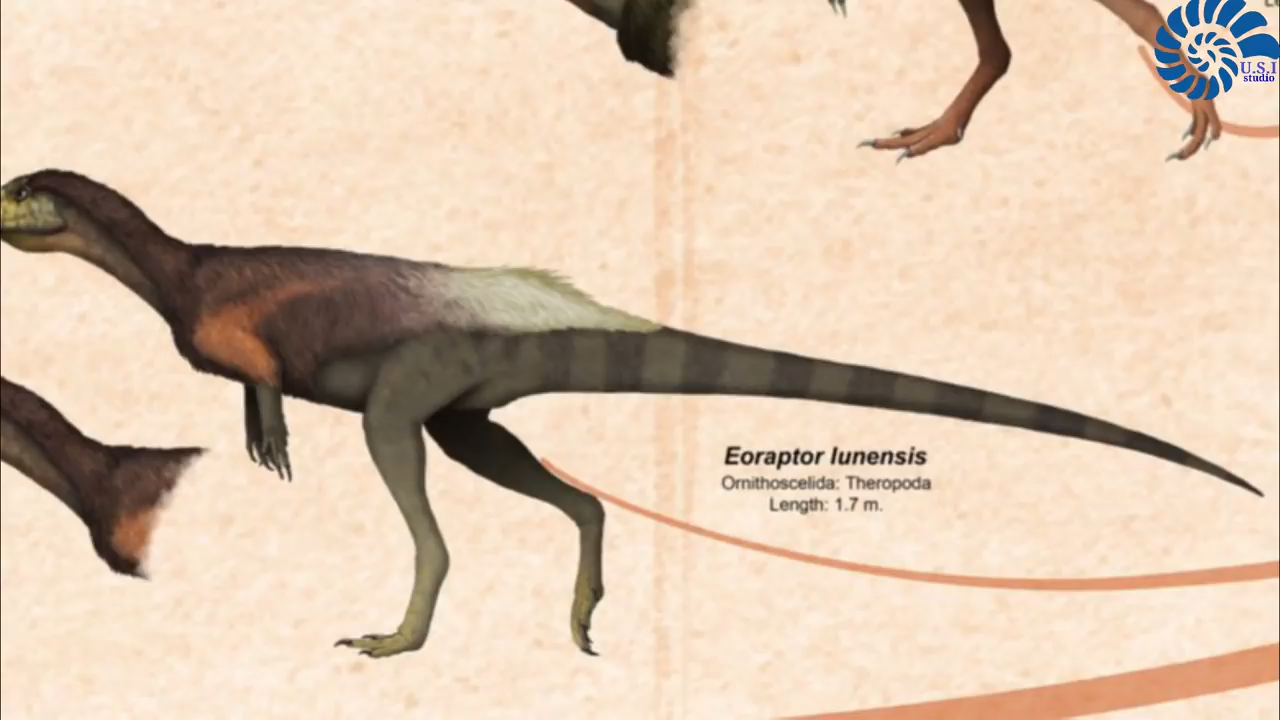 U.S.I
studio
Eoraptor lunensis
Ornithoscelida: Theropoda
Length: 1.7 m.